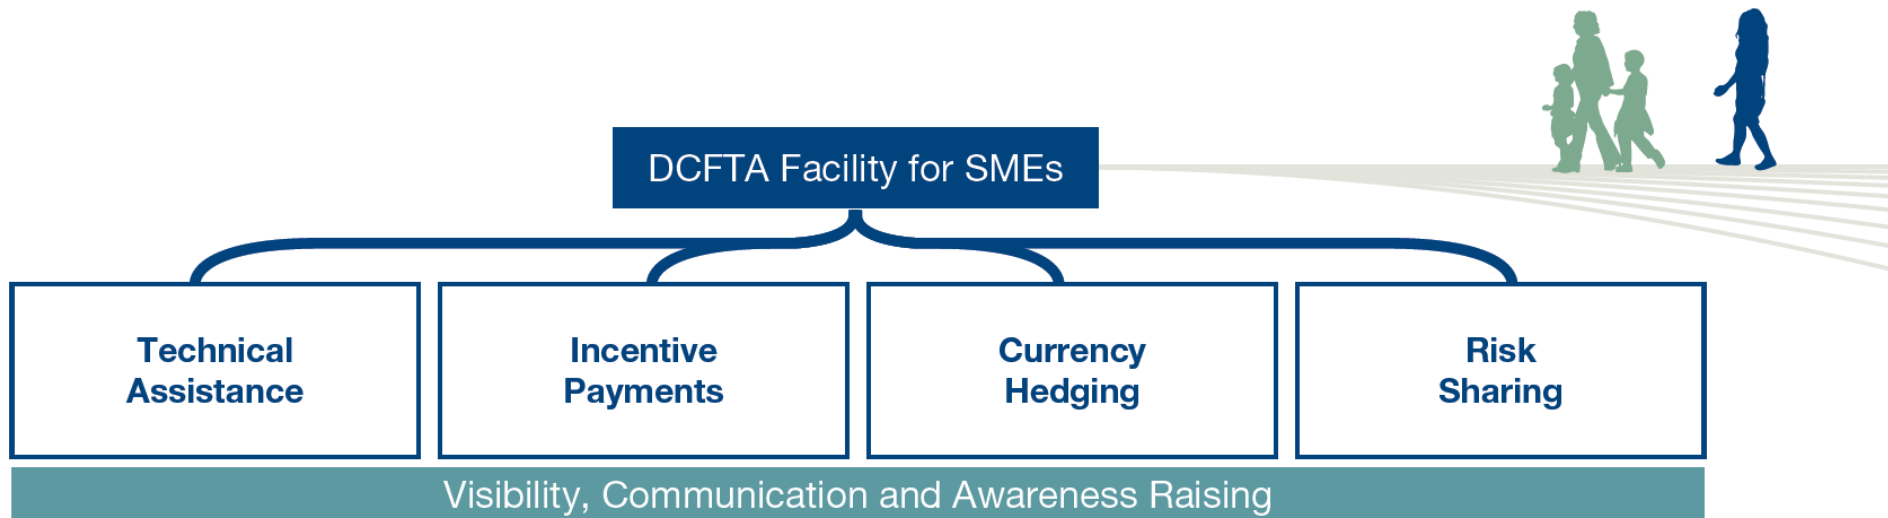 DCFTA Facility for SMEs
Technical
Assistance
Incentive
Payments
Currency
Hedging
Risk
Sharing
Visibility, Communication and Awareness Raising